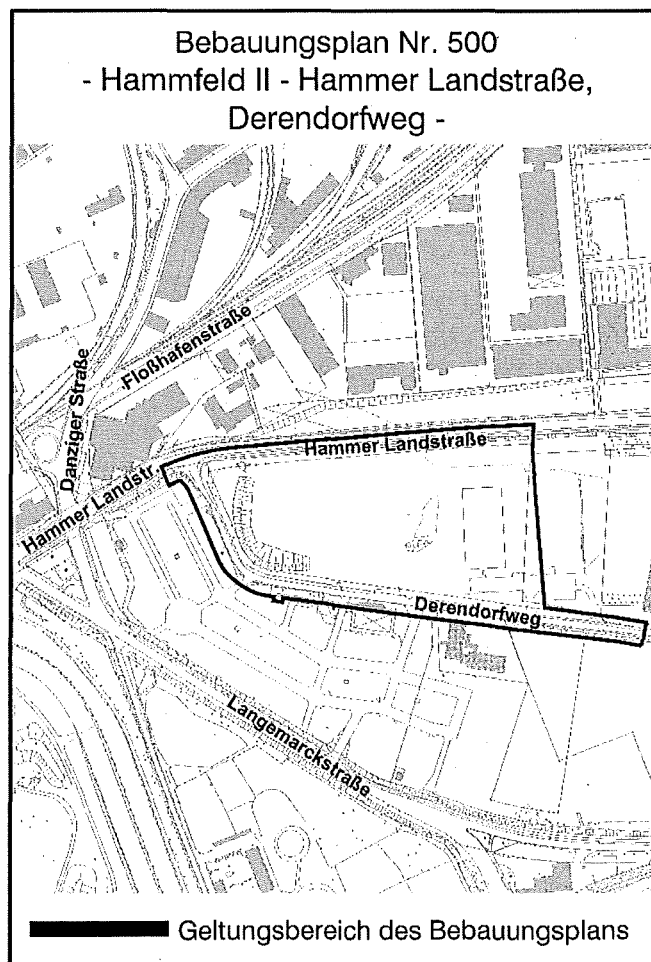 Bebauungsplan Nr. 500
- Hammfeld II - Hammer Landstraße,
Derendorfweg -
Floßhafenstraße
Danziger Straße
Hammer Landstr.
Hammer Landstraße
Derendorfweg
Langemarckstraße
Geltungsbereich des Bebauungsplans